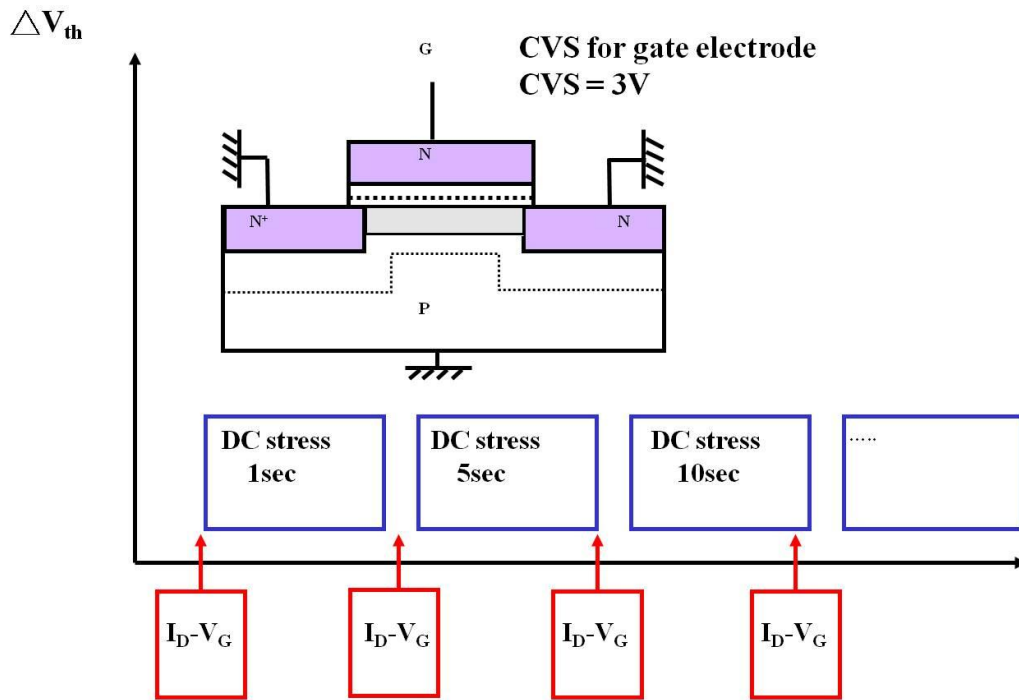 △Vth
G
CVS for gate electrode
CVS = 3V
N
N+
N
P
DC stress
1sec
DC stress
5sec
DC stress
10sec
.....
ID-VG
ID-VG
ID-VG
ID-VG